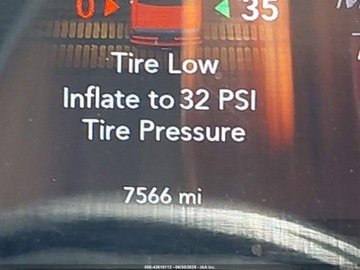 0 35
Tire Low
Inflate to 32 PSI
Tire Pressure
7566 mi